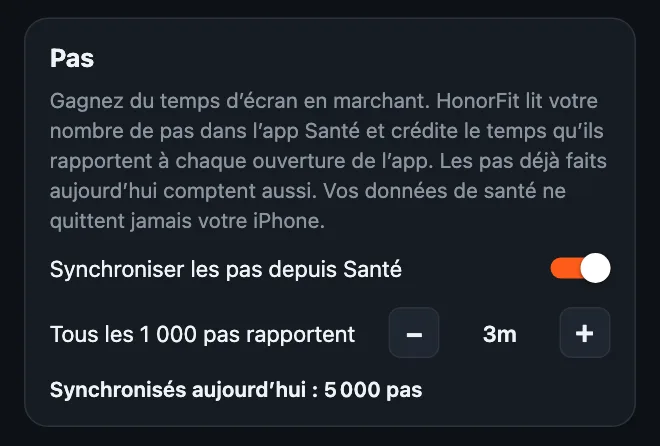 Pas
Gagnez du temps d’écran en marchant. HonorFit lit votre
nombre de pas dans l’app Santé et crédite le temps qu’ils
rapportent à chaque ouverture de l’app. Les pas déjà faits
aujourd’hui comptent aussi. Vos données de santé ne
quittent jamais votre iPhone.
Synchroniser les pas depuis Santé
Tous les 1 000 pas rapportent − 3m +
Synchronisés aujourd’hui : 5 000 pas